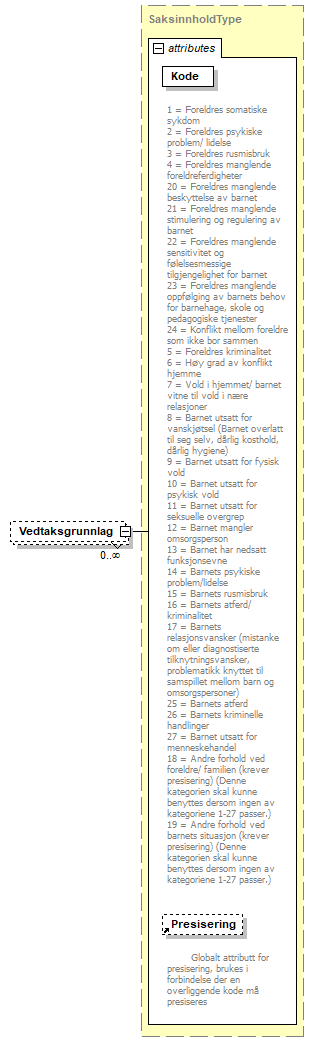 SaksinnholdType
attributes
Kode
1 = Foreldres somatiske
sykdom
2 = Foreldres psykiske
problem/ lidelse
3 = Foreldres rusmisbruk
4 = Foreldres manglende
foreldreferdigheter
20 = Foreldres manglende
beskyttelse av barnet
21 = Foreldres manglende
stimulering og regulering av
barnet
22 = Foreldres manglende
sensitivitet og
følelsesmessige
tilgjengelighet for barnet
23 = Foreldres manglende
oppfølging av barnets behov
for barnehage, skole og
pedagogiske tjenester
24 = Konflikt mellom foreldre
som ikke bor sammen
5 = Foreldres kriminalitet
6 = Høy grad av konflikt
hjemme
7 = Vold i hjemmet/ barnet
vitne til vold i nære
relasjoner
8 = Barnet utsatt for
vanskjøtsel (Barnet overlatt
til seg selv, dårlig kosthold,
dårlig hygiene)
9 = Barnet utsatt for fysisk
vold
10 = Barnet utsatt for
psykisk vold
11 = Barnet utsatt for
seksuelle overgrep
12 = Barnet mangler
omsorgsperson
13 = Barnet har nedsatt
funksjonsevne
14 = Barnets psykiske
problem/lidelse
15 = Barnets rusmisbruk
16 = Barnets atferd/
kriminalitet
17 = Barnets
relasjonsvansker (mistanke
om eller diagnostiserte
tilknytningsvansker,
problematikk knyttet til
samspillet mellom barn og
omsorgspersoner)
25 = Barnets atferd
26 = Barnets kriminelle
handlinger
27 = Barnet utsatt for
menneskehandel
18 = Andre forhold ved
foreldre/ familien (krever
presisering) (Denne
kategorien skal kunne
benyttes dersom ingen av
kategoriene 1-27 passer.)
19 = Andre forhold ved
barnets situasjon (krever
presisering) (Denne
kategorien skal kunne
benyttes dersom ingen av
kategoriene 1-27 passer.)
Vedtaksgrunnlag
0..∞
Presisering
Globalt attributt for
presisering, brukes i
forbindelse der en
overliggende kode må
presiseres